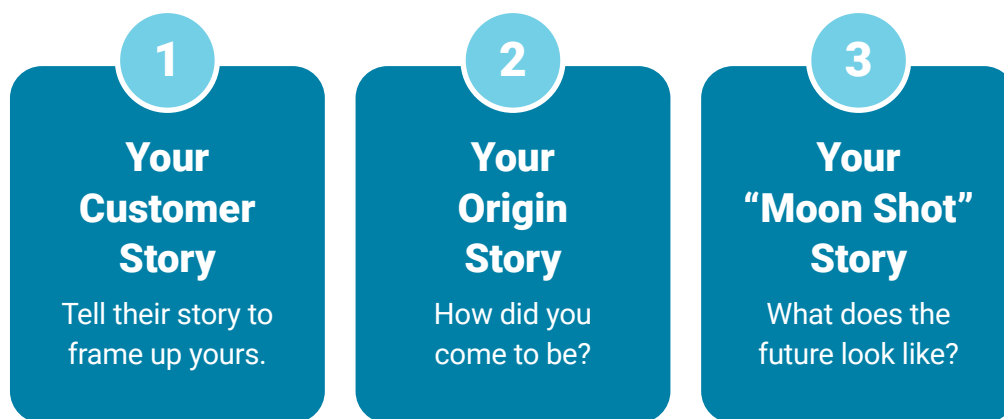 1
Your
Customer
Story
Tell their story to
frame up yours.
2
Your
Origin
Story
How did you
come to be?
3
Your
“Moon Shot”
Story
What does the
future look like?